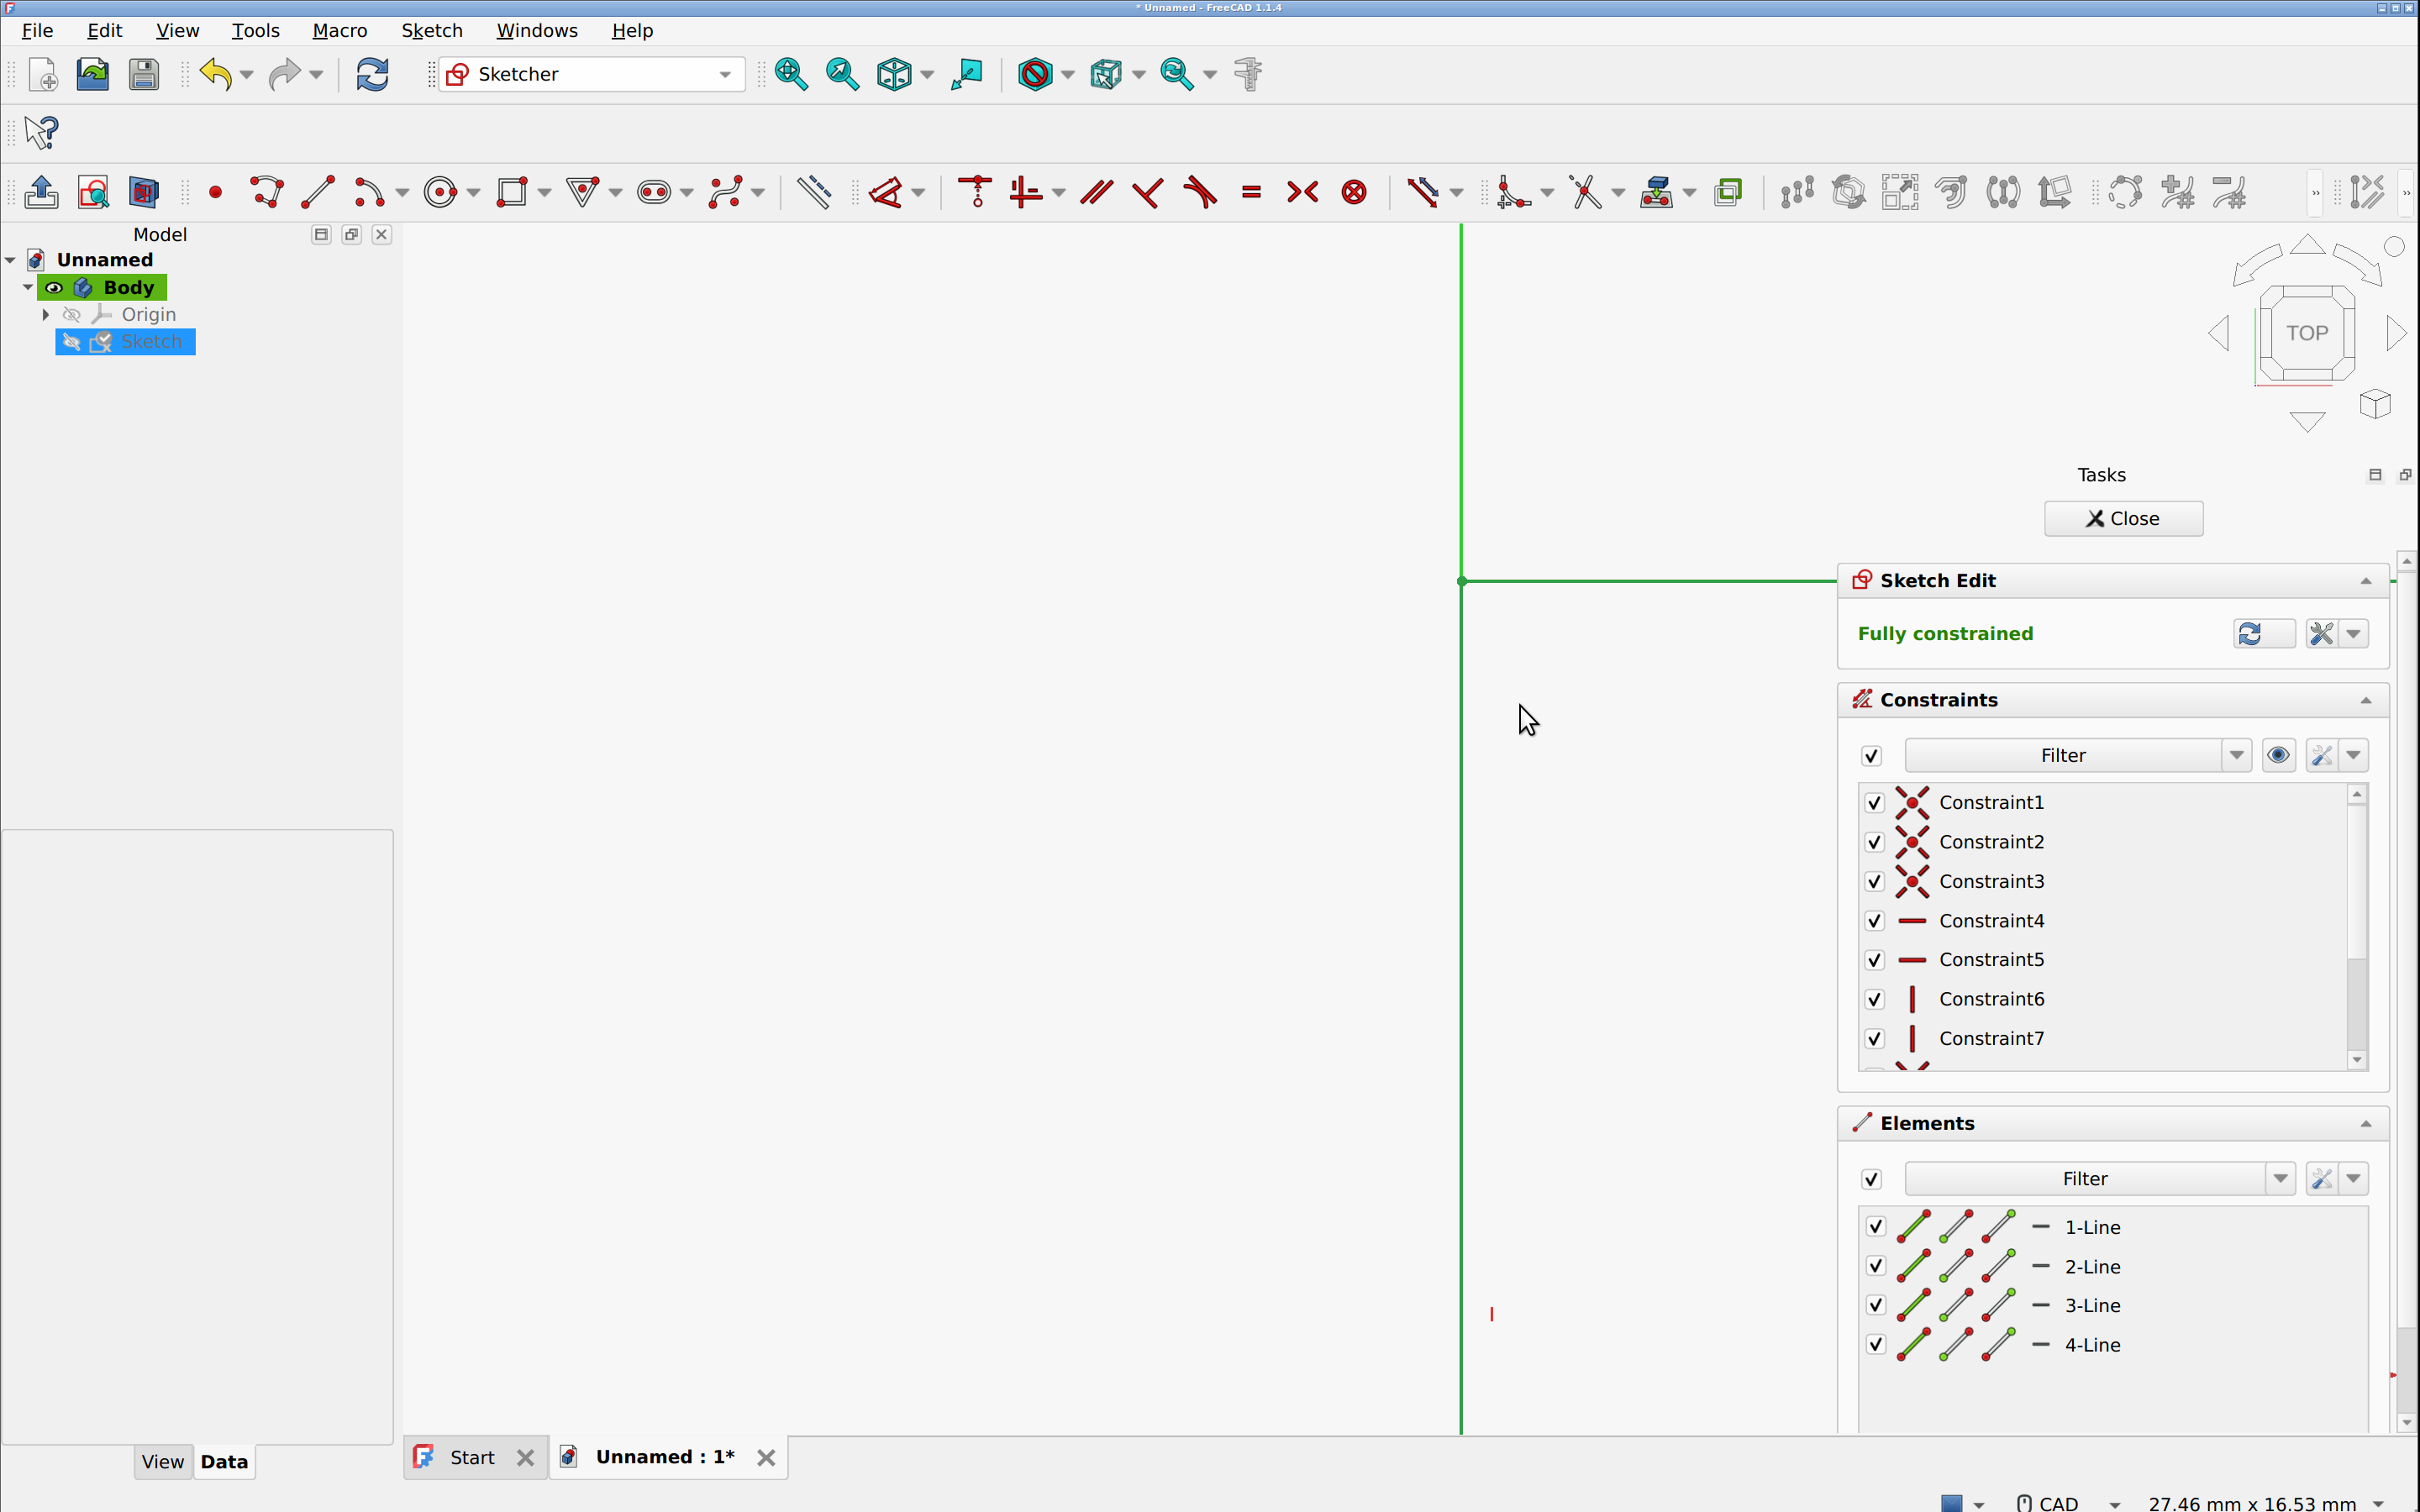 * Unnamed - FreeCAD 1.1.4
File Edit View Tools Macro Sketch Windows Help
Sketcher
Model
Unnamed
Body
Origin
Sketch
TOP
Tasks
Close
Sketch Edit
Fully constrained
Constraints
Filter
Constraint1
Constraint2
Constraint3
Constraint4
Constraint5
Constraint6
Constraint7
Elements
Filter
1-Line
2-Line
3-Line
4-Line
View Data
Start
Unnamed : 1*
CAD
27.46 mm x 16.53 mm